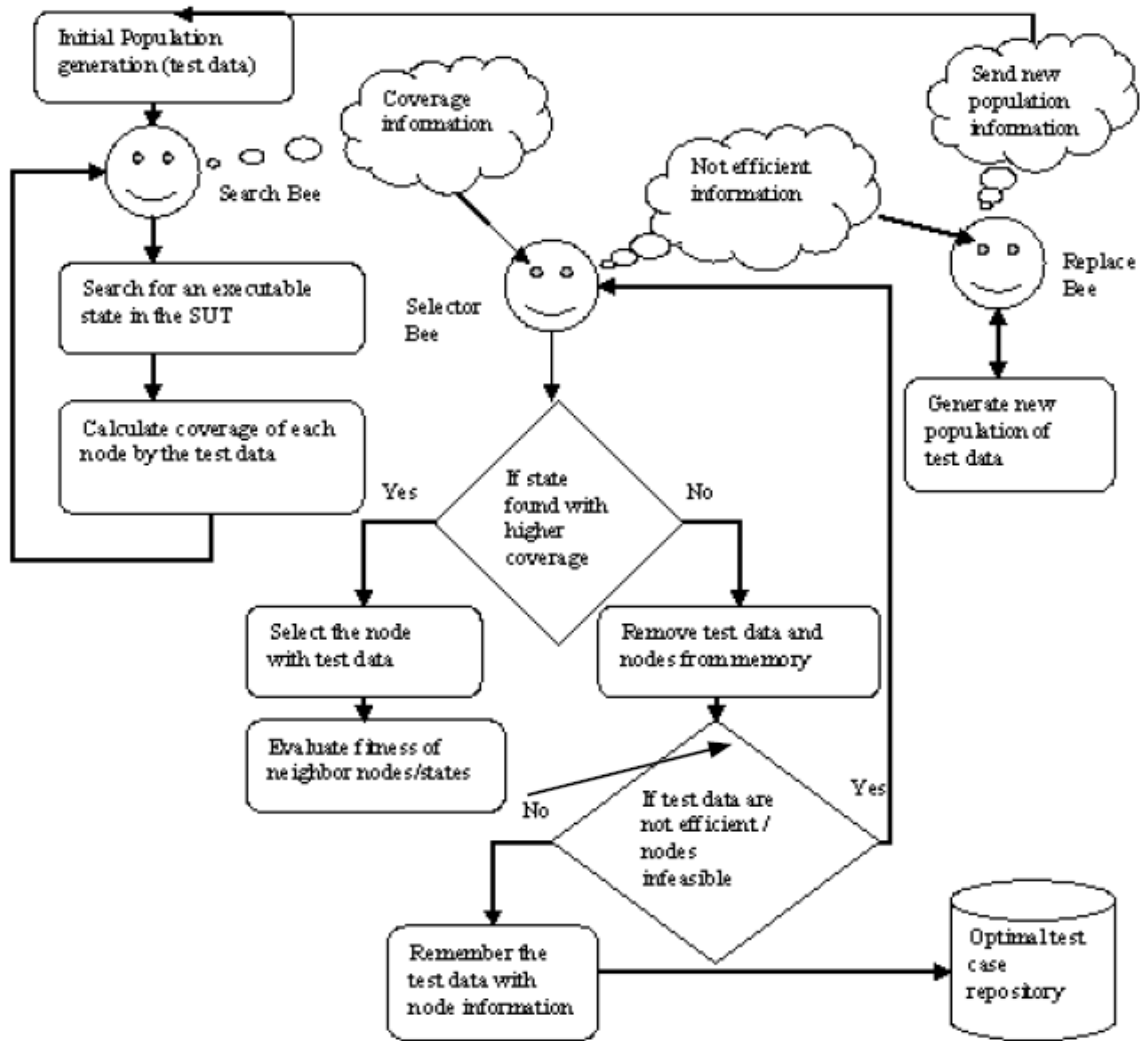 Initial Population
generation (test data)
Search Bee
Search for an executable
state in the SUT
Calculate coverage of each
node by the test data
Coverage
information
Selector
Bee
Not efficient
information
Send new
population
information
Replace
Bee
Generate new
population of
test data
If state
found with
higher
coverage
Yes
No
Select the node
with test data
Evaluate fitness of
neighbor nodes/states
Remove test data and
nodes from memory
If test data are
not efficient /
nodes
infeasible
No
Yes
Remember the
test data with
node information
Optimal test
case
repository